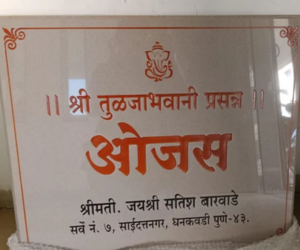 || श्री तुळजाभवानी प्रसन्न ||
ओजस
श्रीमती. जयश्री सतिश बारवाडे
सर्वे नं. ७, साईदत्तनगर, धनकवडी पुणे-४३.